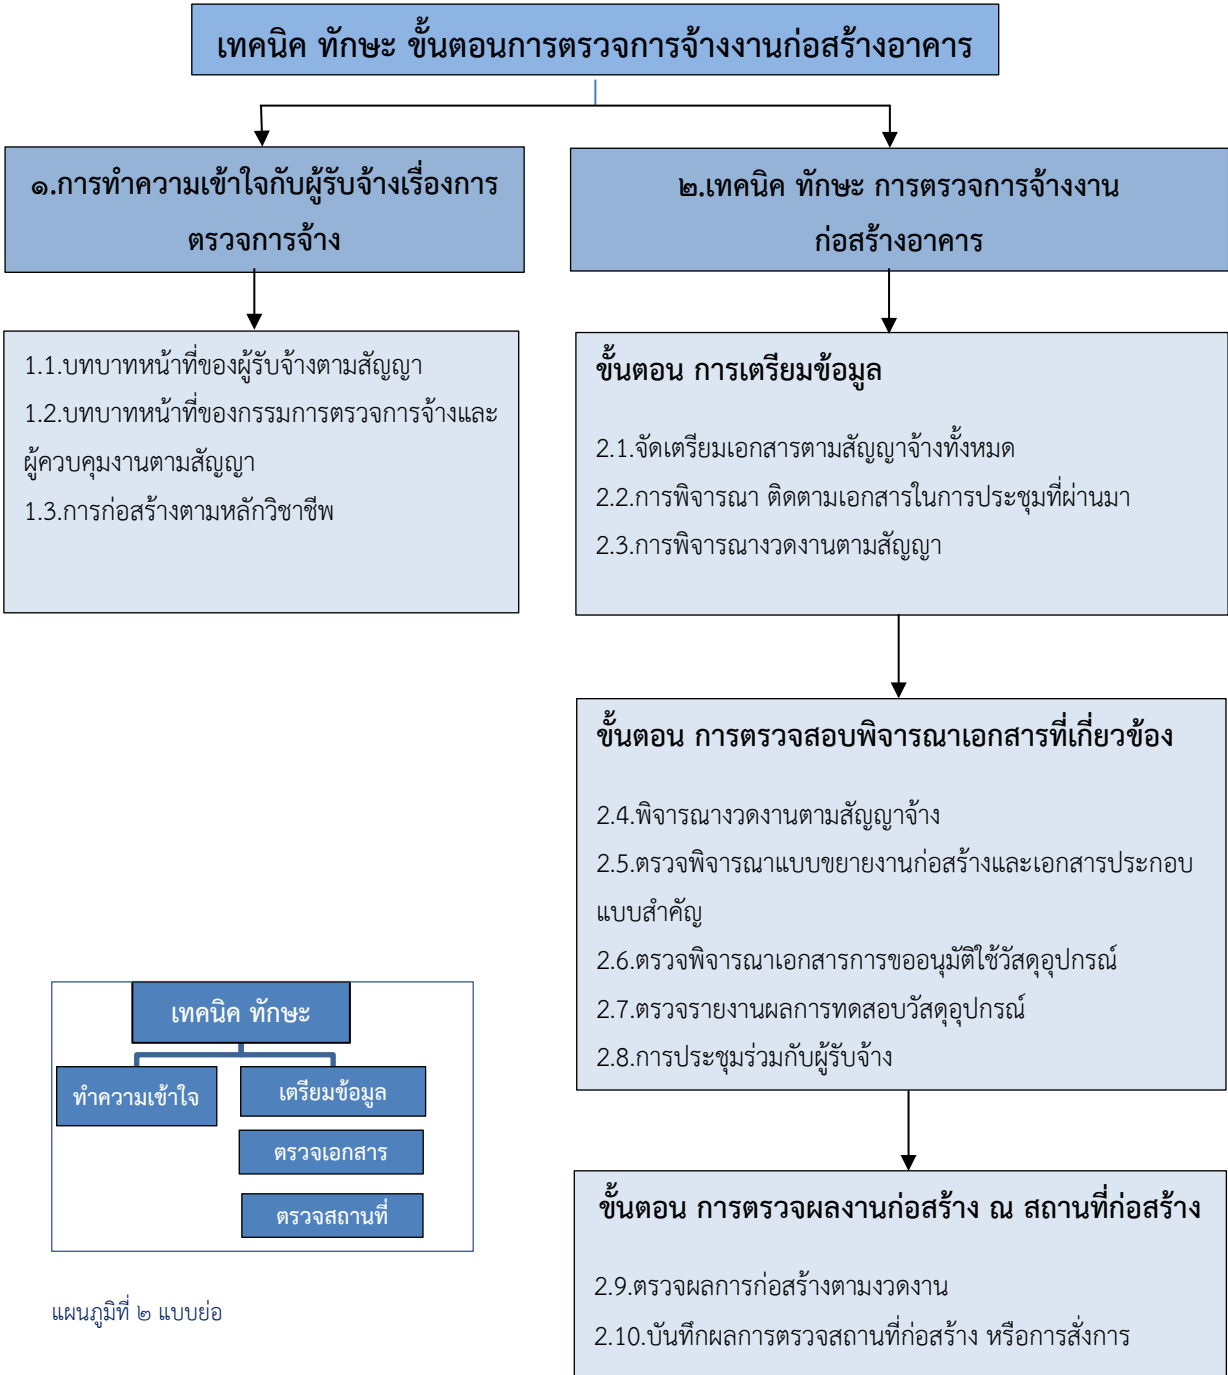 เทคนิค ทักษะ ขั้นตอนการตรวจการจ้างงานก่อสร้างอาคาร
๑.การทำความเข้าใจกับผู้รับจ้างเรื่องการ
ตรวจการจ้าง
1.1.บทบาทหน้าที่ของผู้รับจ้างตามสัญญา
1.2.บทบาทหน้าที่ของกรรมการตรวจการจ้างและ
ผู้ควบคุมงานตามสัญญา
1.3.การก่อสร้างตามหลักวิชาชีพ
๒.เทคนิค ทักษะ การตรวจการจ้างงาน
ก่อสร้างอาคาร
ขั้นตอน การเตรียมข้อมูล
2.1.จัดเตรียมเอกสารตามสัญญาจ้างทั้งหมด
2.2.การพิจารณา ติดตามเอกสารในการประชุมที่ผ่านมา
2.3.การพิจารณางวดงานตามสัญญา
ขั้นตอน การตรวจสอบพิจารณาเอกสารที่เกี่ยวข้อง
2.4.พิจารณางวดงานตามสัญญาจ้าง
2.5.ตรวจพิจารณาแบบขยายงานก่อสร้างและเอกสารประกอบ
แบบสำคัญ
2.6.ตรวจพิจารณาเอกสารการขออนุมัติใช้วัสดุอุปกรณ์
2.7.ตรวจรายงานผลการทดสอบวัสดุอุปกรณ์
2.8.การประชุมร่วมกับผู้รับจ้าง
ขั้นตอน การตรวจผลงานก่อสร้าง ณ สถานที่ก่อสร้าง
2.9.ตรวจผลการก่อสร้างตามงวดงาน
2.10.บันทึกผลการตรวจสถานที่ก่อสร้าง หรือการสั่งการ
เทคนิค ทักษะ
ทำความเข้าใจ
เตรียมข้อมูล
ตรวจเอกสาร
ตรวจสถานที่
แผนภูมิที่ ๒ แบบย่อ